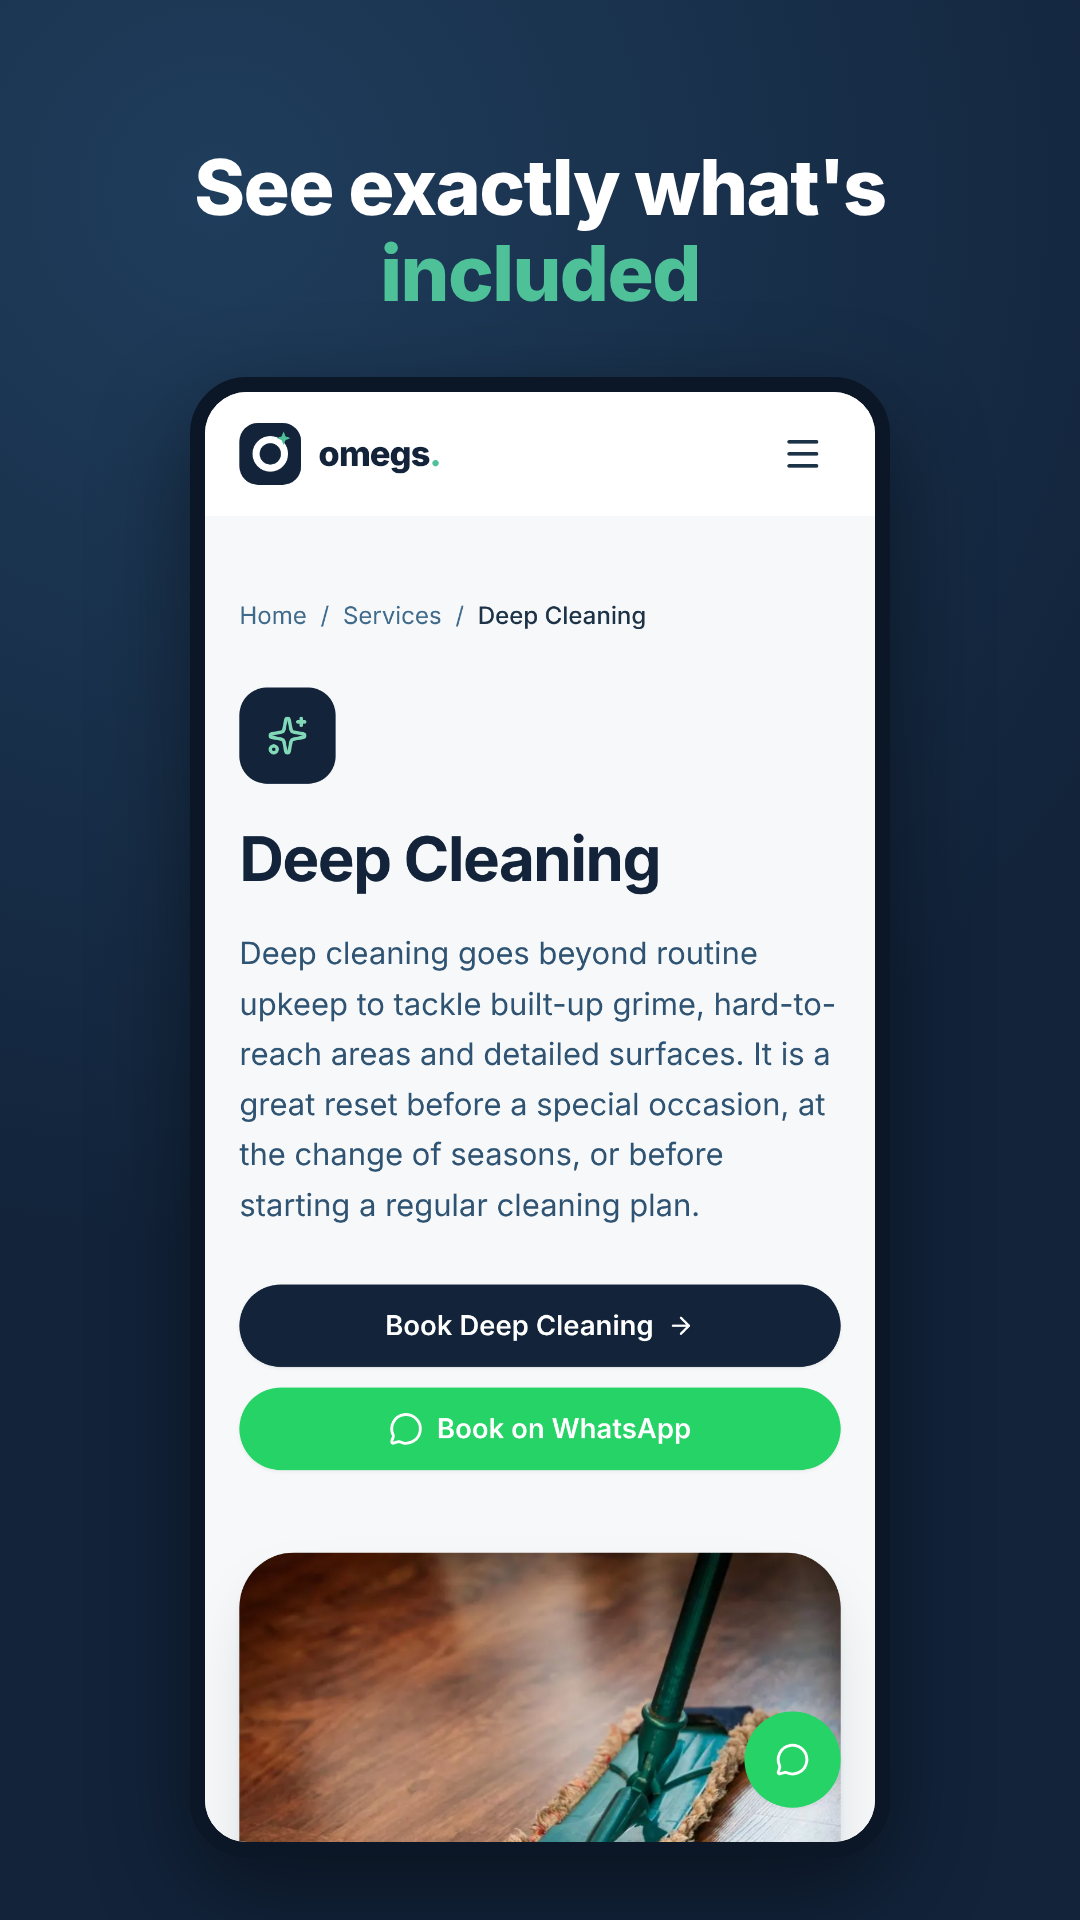 See exactly what's
included
omegs.
Home / Services / Deep Cleaning
Deep Cleaning
Deep cleaning goes beyond routine
upkeep to tackle built-up grime, hard-to-
reach areas and detailed surfaces. It is a
great reset before a special occasion, at
the change of seasons, or before
starting a regular cleaning plan.
Book Deep Cleaning →
Book on WhatsApp